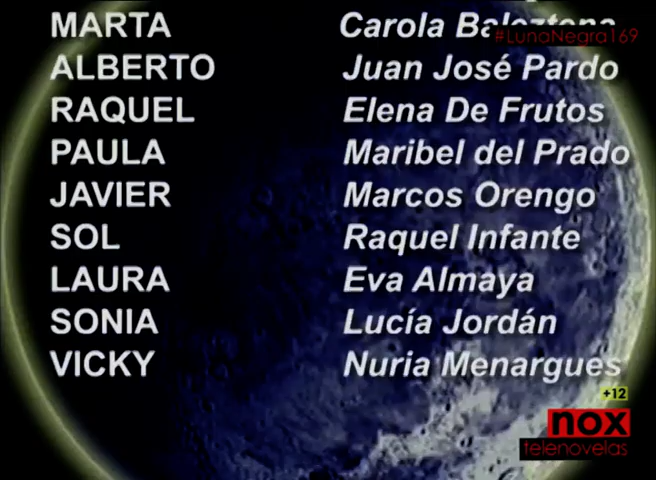 MARTA Carola
#LunaNegra169
ALBERTO Juan José Pardo
RAQUEL Elena De Frutos
PAULA Maribel del Prado
JAVIER Marcos Orengo
SOL Raquel Infante
LAURA Eva Almaya
SONIA Lucía Jordán
VICKY Nuria Menargues
+12
nox
telenovelas